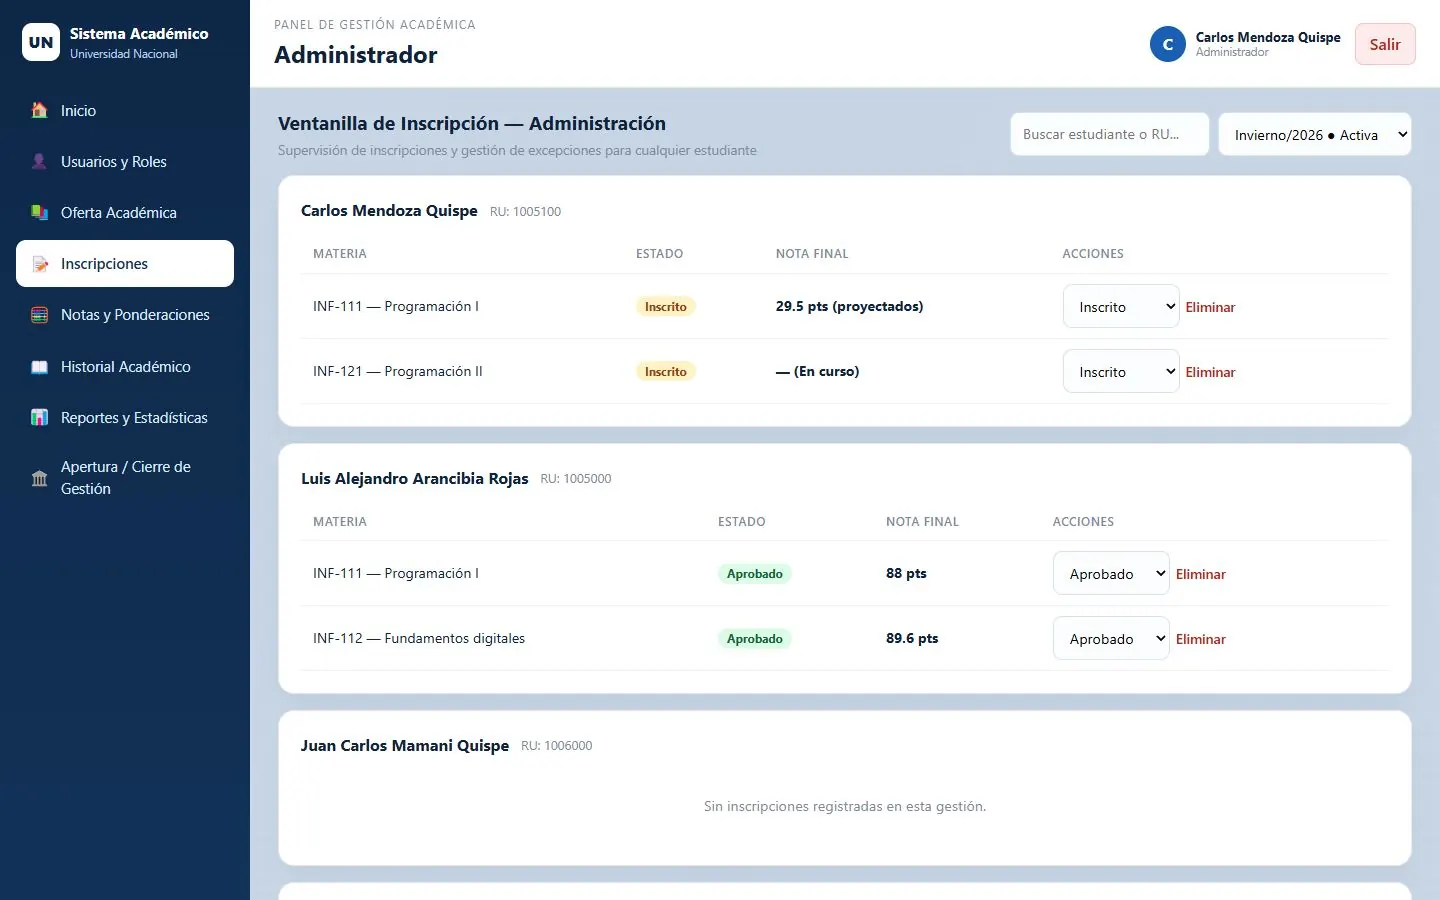 UN
Sistema Académico
Universidad Nacional
Inicio
Usuarios y Roles
Oferta Académica
Inscripciones
Notas y Ponderaciones
Historial Académico
Reportes y Estadísticas
Apertura / Cierre de
Gestión
PANEL DE GESTIÓN ACADÉMICA
Administrador
C
Carlos Mendoza Quispe
Administrador
Salir
Ventanilla de Inscripción — Administración
Supervisión de inscripciones y gestión de excepciones para cualquier estudiante
Buscar estudiante o RU...
Invierno/2026 ● Activa
Carlos Mendoza Quispe RU: 1005100
MATERIA ESTADO NOTA FINAL ACCIONES
INF-111 — Programación I Inscrito 29.5 pts (proyectados) Inscrito Eliminar
INF-121 — Programación II Inscrito — (En curso) Inscrito Eliminar
Luis Alejandro Arancibia Rojas RU: 1005000
MATERIA ESTADO NOTA FINAL ACCIONES
INF-111 — Programación I Aprobado 88 pts Aprobado Eliminar
INF-112 — Fundamentos digitales Aprobado 89.6 pts Aprobado Eliminar
Juan Carlos Mamani Quispe RU: 1006000
Sin inscripciones registradas en esta gestión.